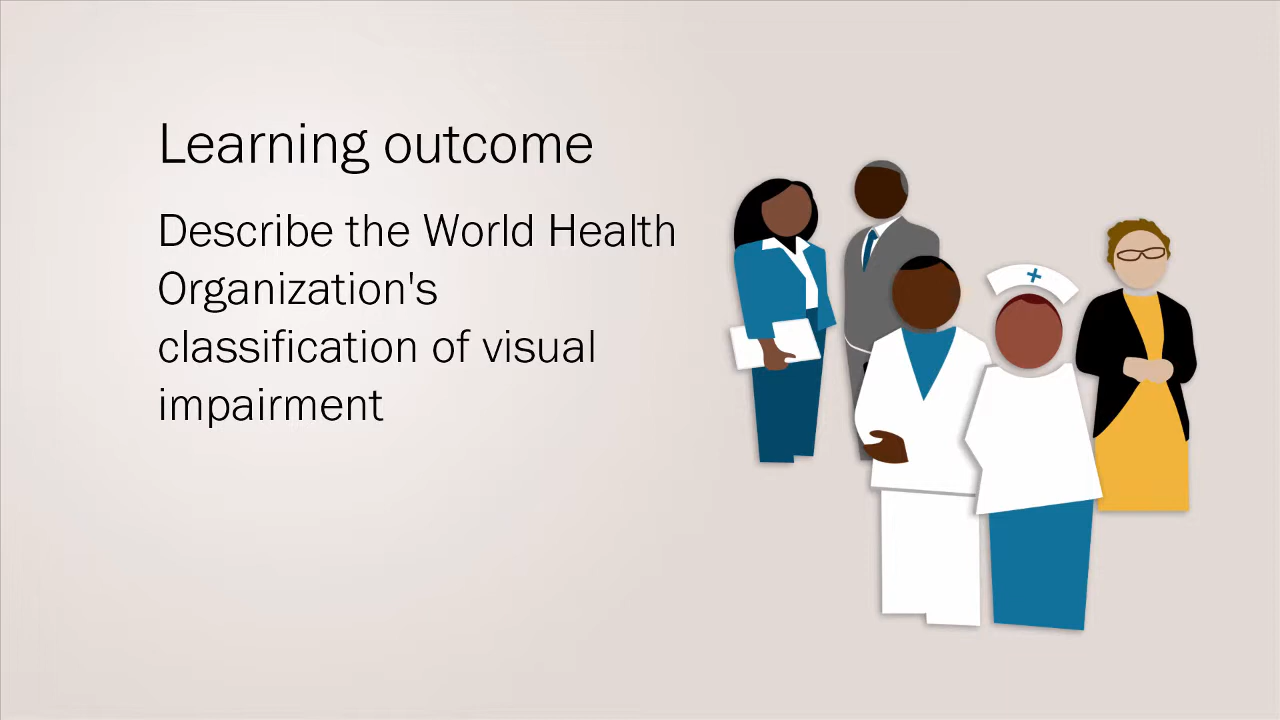 Learning outcome
Describe the World Health
Organization's
classification of visual
impairment